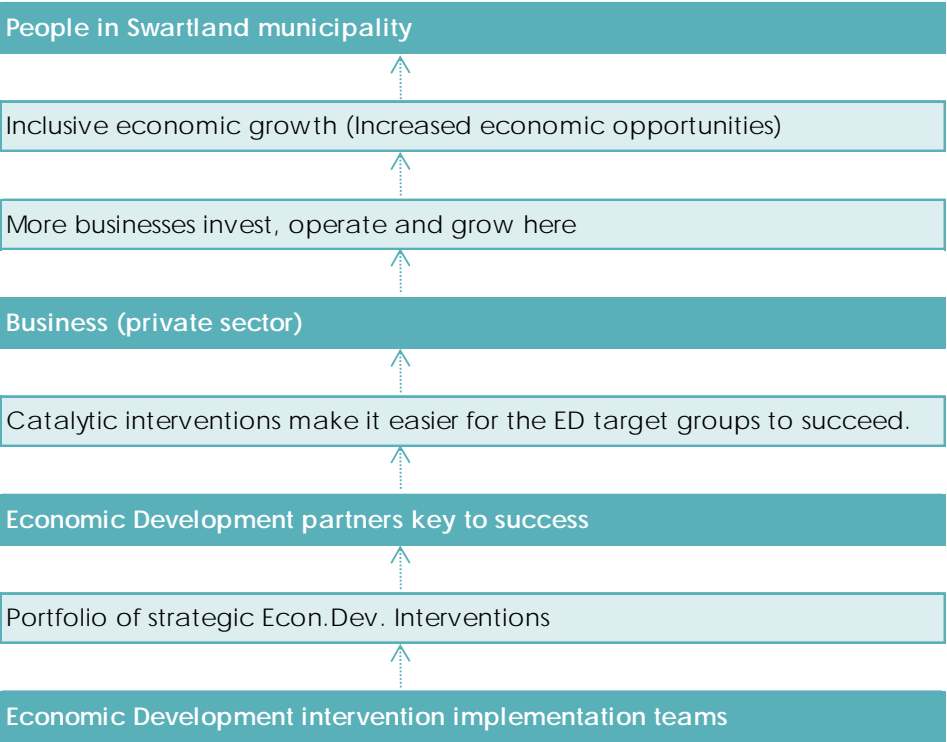 People in Swartland municipality
Inclusive economic growth (Increased economic opportunities)
More businesses invest, operate and grow here
Business (private sector)
Catalytic interventions make it easier for the ED target groups to succeed.
Economic Development partners key to success
Portfolio of strategic Econ.Dev. Interventions
Economic Development intervention implementation teams